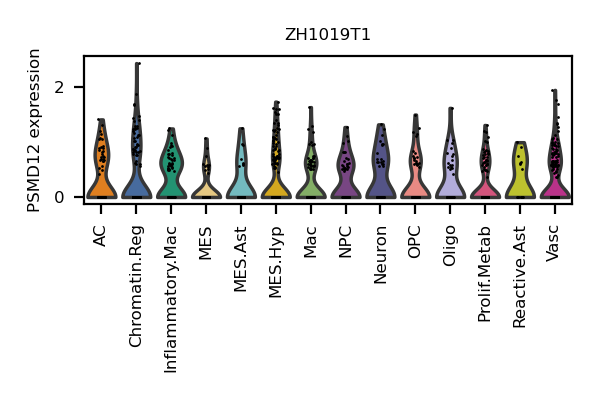 ZH1019T1
PSMD12 expression
2
0
AC
Chromatin.Reg
Inflammatory.Mac
MES
MES.Ast
MES.Hyp
Mac
NPC
Neuron
OPC
Oligo
Prolif.Metab
Reactive.Ast
Vasc